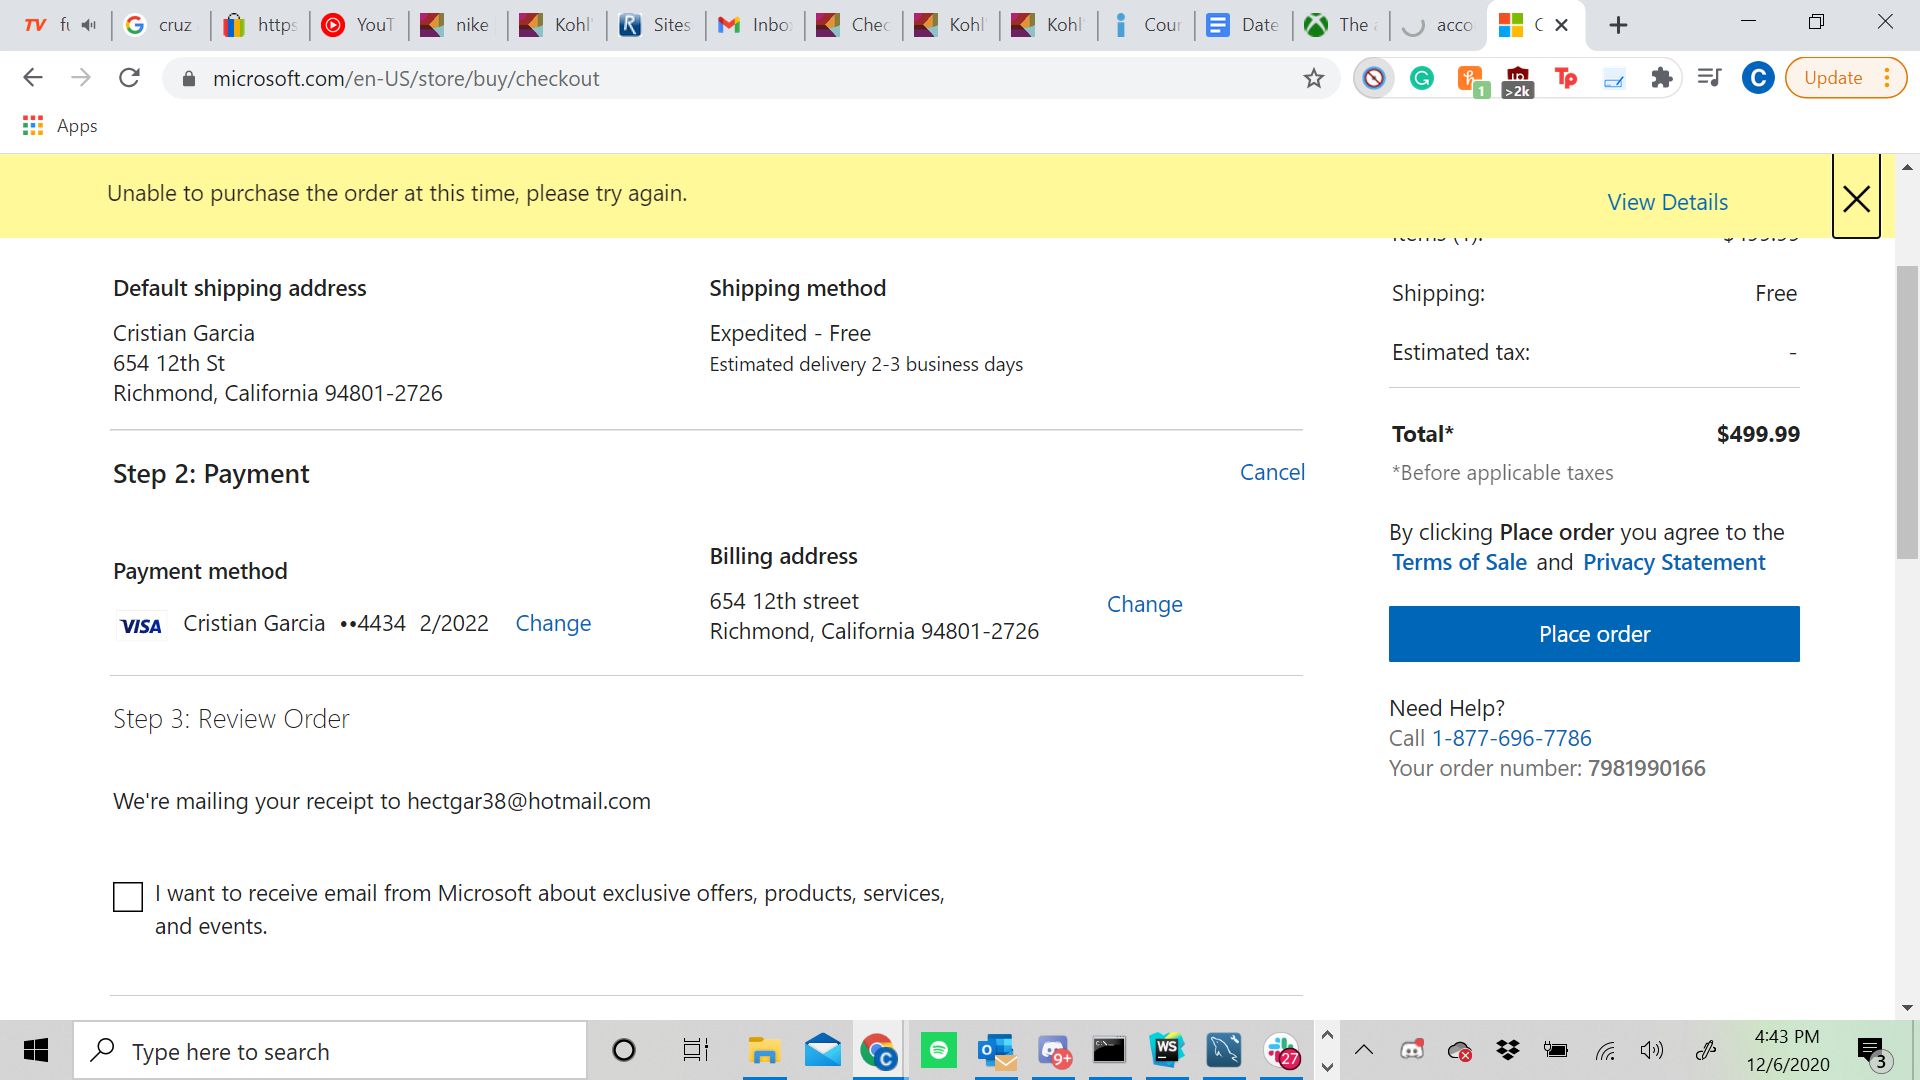 TV fu cruz https YouT nike Kohl' Sites Inbo Chec Kohl' Kohl' Cour Date The a acco C
microsoft.com/en-US/store/buy/checkout
1
>2k
Tp
C
Update
Apps
Unable to purchase the order at this time, please try again.
View Details
Default shipping address
Cristian Garcia
654 12th St
Richmond, California 94801-2726
Shipping method
Expedited - Free
Estimated delivery 2-3 business days
Shipping: Free
Estimated tax: -
Total* $499.99
*Before applicable taxes
Step 2: Payment
Cancel
Payment method
VISA Cristian Garcia ••4434 2/2022 Change
Billing address
654 12th street
Richmond, California 94801-2726
Change
By clicking Place order you agree to the
Terms of Sale and Privacy Statement
Place order
Need Help?
Call 1-877-696-7786
Your order number: 7981990166
Step 3: Review Order
We're mailing your receipt to hectgar38@hotmail.com
I want to receive email from Microsoft about exclusive offers, products, services,
and events.
Type here to search
C
9+
WS
27
4:43 PM
12/6/2020
3